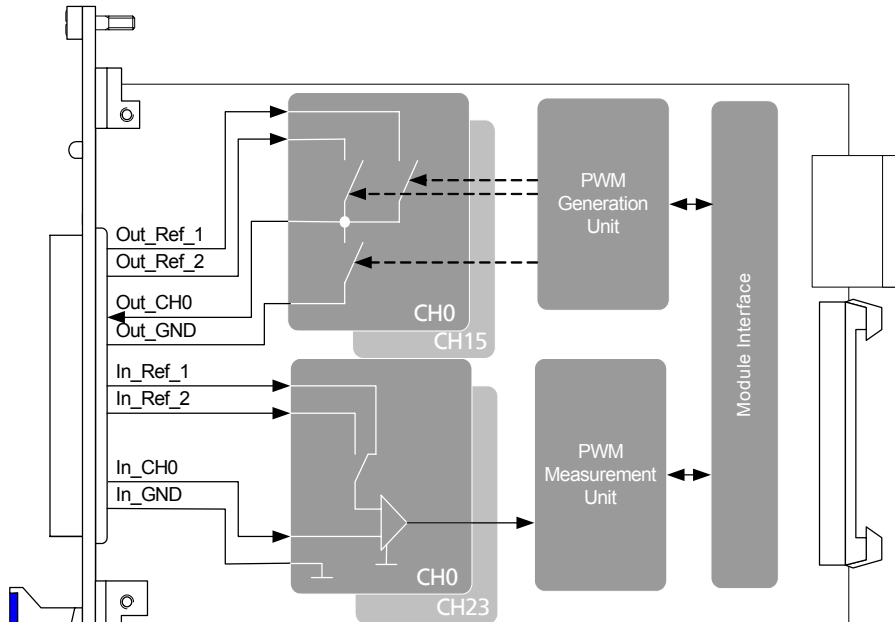 Out_Ref_1
Out_Ref_2
Out_CH0
Out_GND
CH0
CH15
PWM
Generation
Unit
Module Interface
In_Ref_1
In_Ref_2
In_CH0
In_GND
CH0
CH23
PWM
Measurement
Unit